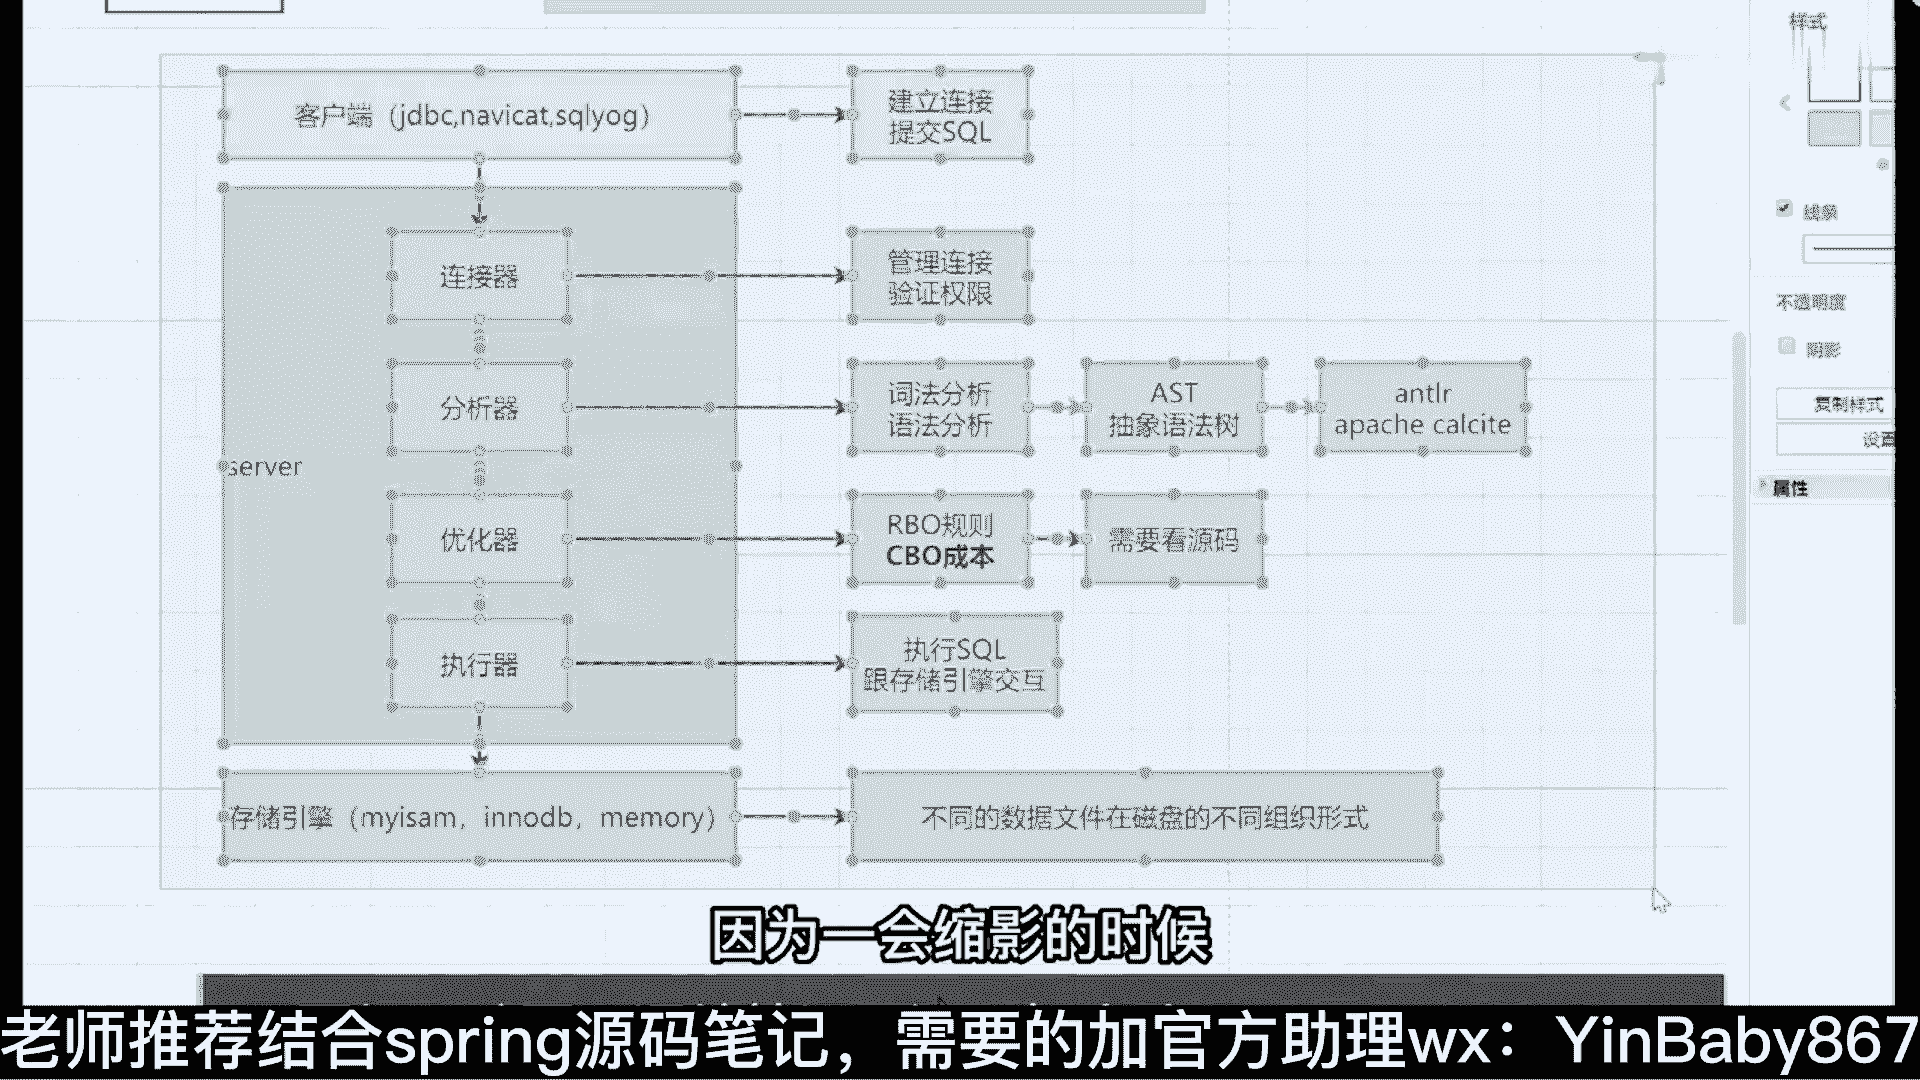 样式
客户端（jdbc,navicat,sqlyog）
建立连接
提交SQL
连接器
管理连接
验证权限
线条
不透明度
阴影
分析器
词法分析
语法分析
AST
抽象语法树
antlr
apache calcite
复制样式
设置
server
属性
优化器
RBO规则
CBO成本
需要看源码
执行器
执行SQL
跟存储引擎交互
存储引擎（myisam，innodb，memory）
不同的数据文件在磁盘的不同组织形式
因为一会缩影的时候
老师推荐结合spring源码笔记，需要的加官方助理wx：YinBaby867